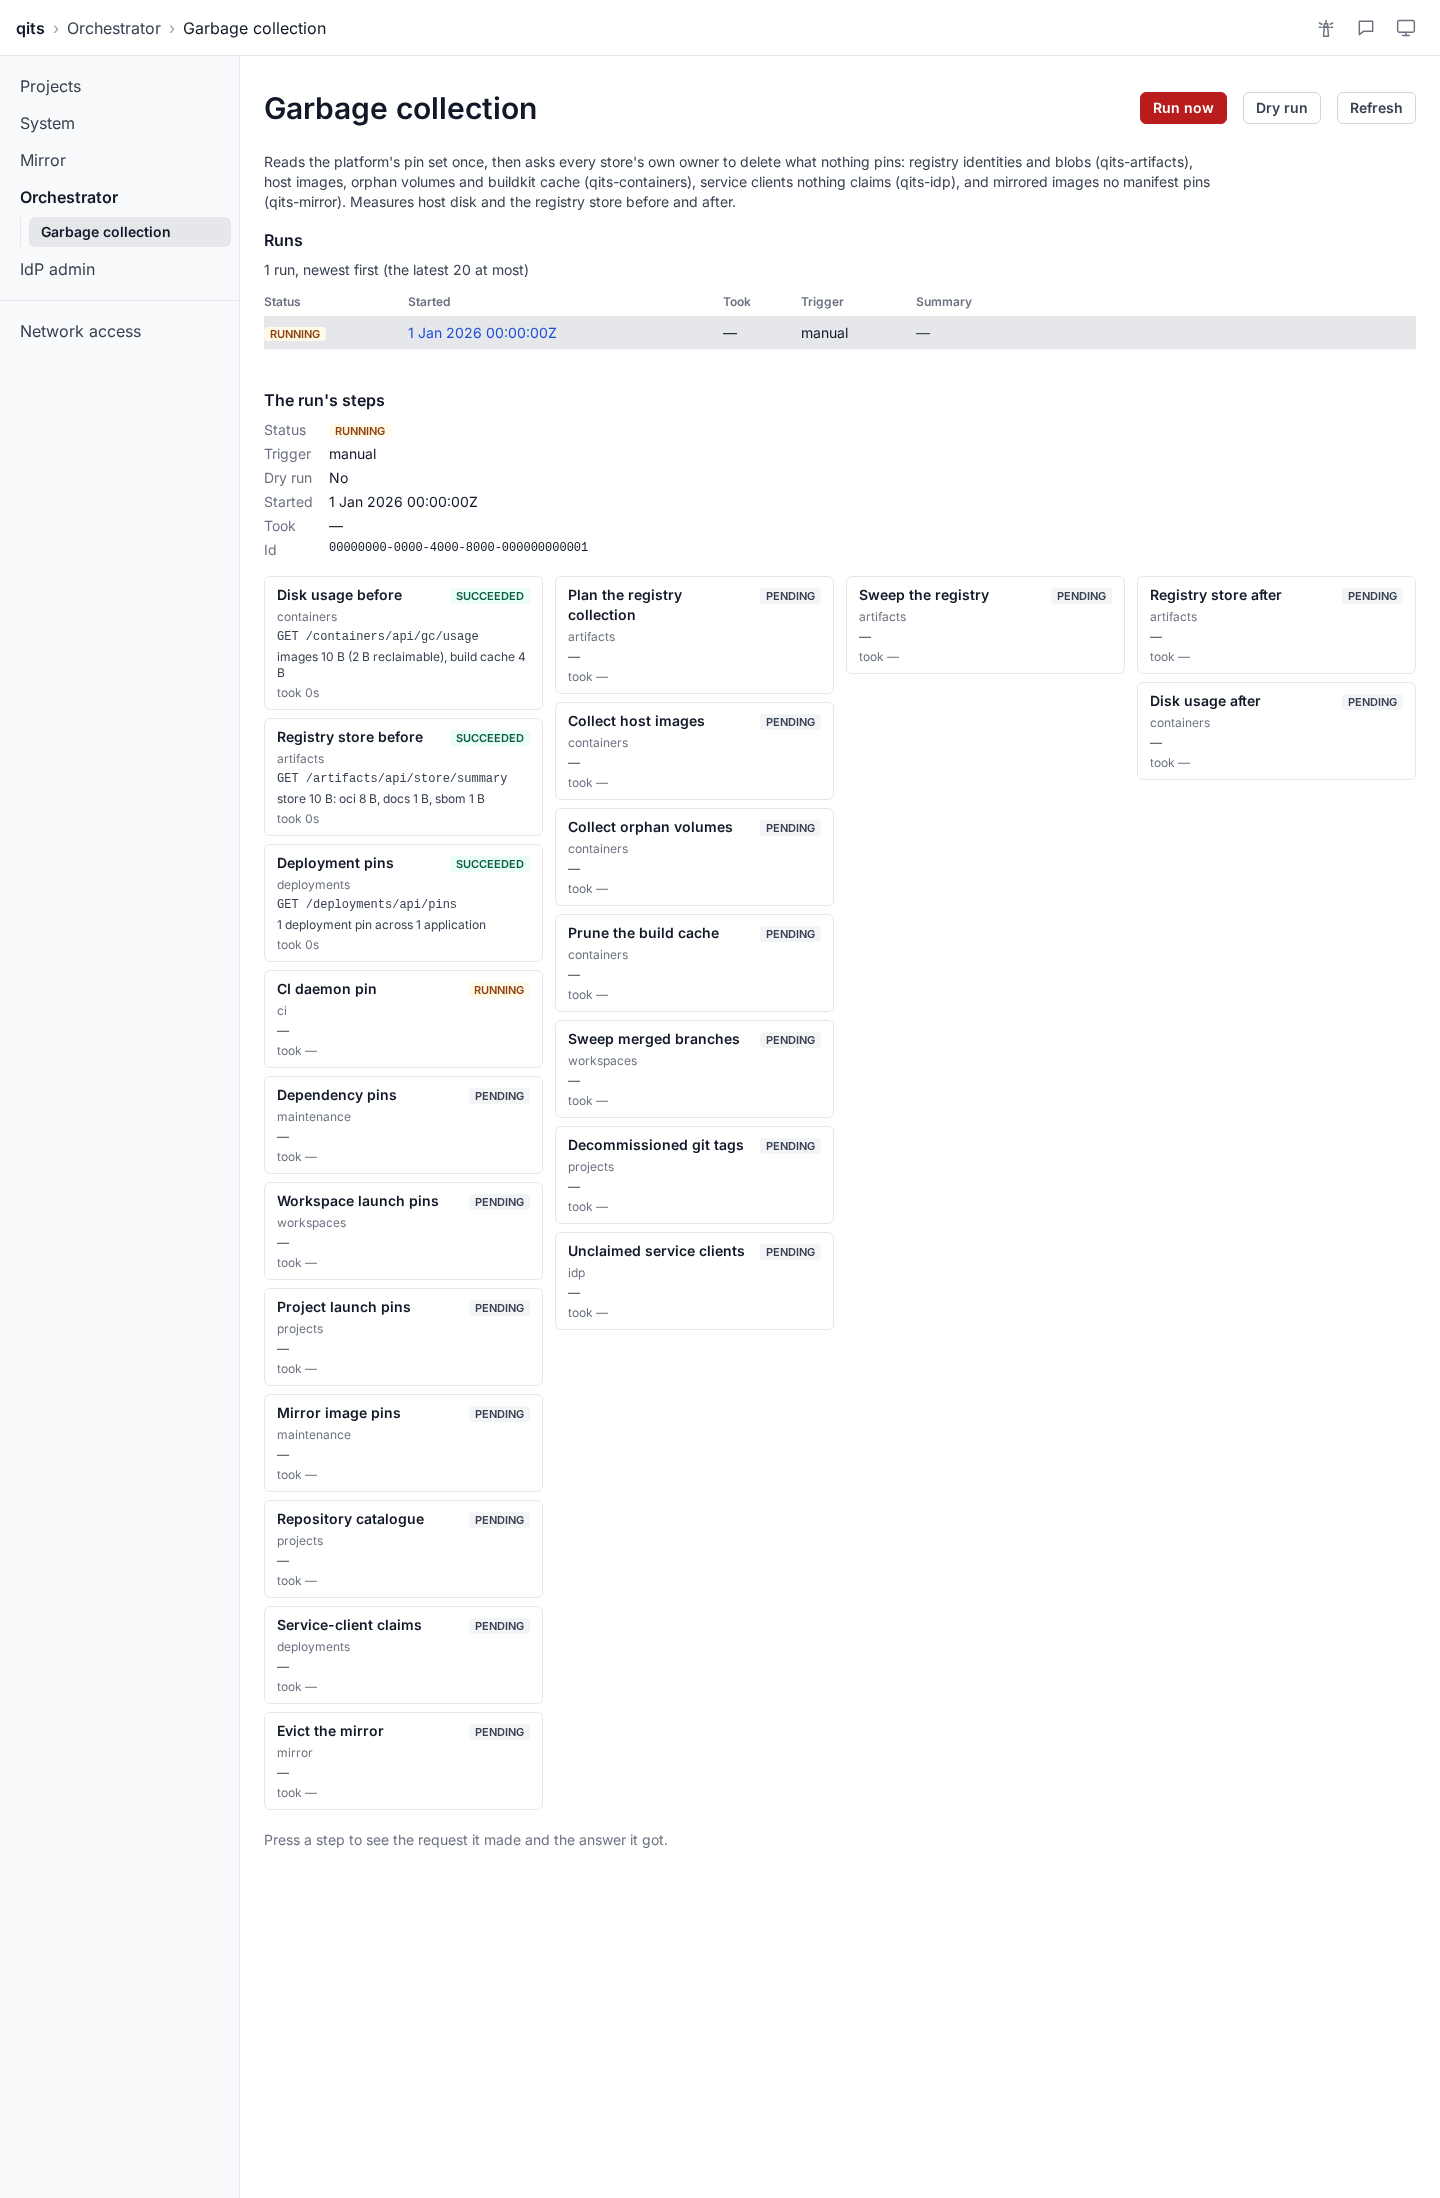 qits › Orchestrator › Garbage collection
Projects
System
Mirror
Orchestrator
Garbage collection
IdP admin
Network access
Garbage collection
Run now
Dry run
Refresh
Reads the platform's pin set once, then asks every store's own owner to delete what nothing pins: registry identities and blobs (qits-artifacts),
host images, orphan volumes and buildkit cache (qits-containers), service clients nothing claims (qits-idp), and mirrored images no manifest pins
(qits-mirror). Measures host disk and the registry store before and after.
Runs
1 run, newest first (the latest 20 at most)
Status Started Took Trigger Summary
RUNNING 1 Jan 2026 00:00:00Z — manual —
The run's steps
Status RUNNING
Trigger manual
Dry run No
Started 1 Jan 2026 00:00:00Z
Took —
Id 00000000-0000-4000-8000-000000000001
Disk usage before SUCCEEDED
containers
GET /containers/api/gc/usage
images 10 B (2 B reclaimable), build cache 4
B
took 0s
Registry store before SUCCEEDED
artifacts
GET /artifacts/api/store/summary
store 10 B: oci 8 B, docs 1 B, sbom 1 B
took 0s
Deployment pins SUCCEEDED
deployments
GET /deployments/api/pins
1 deployment pin across 1 application
took 0s
CI daemon pin RUNNING
ci
—
took —
Dependency pins PENDING
maintenance
—
took —
Workspace launch pins PENDING
workspaces
—
took —
Project launch pins PENDING
projects
—
took —
Mirror image pins PENDING
maintenance
—
took —
Repository catalogue PENDING
projects
—
took —
Service-client claims PENDING
deployments
—
took —
Evict the mirror PENDING
mirror
—
took —
Plan the registry PENDING
collection
artifacts
—
took —
Collect host images PENDING
containers
—
took —
Collect orphan volumes PENDING
containers
—
took —
Prune the build cache PENDING
containers
—
took —
Sweep merged branches PENDING
workspaces
—
took —
Decommissioned git tags PENDING
projects
—
took —
Unclaimed service clients PENDING
idp
—
took —
Sweep the registry PENDING
artifacts
—
took —
Registry store after PENDING
artifacts
—
took —
Disk usage after PENDING
containers
—
took —
Press a step to see the request it made and the answer it got.